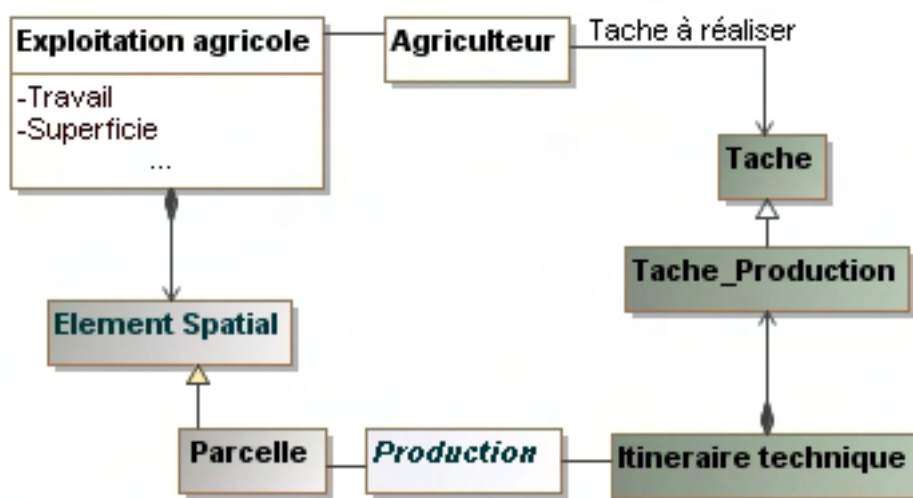 Exploitation agricole
-Travail
-Superficie
...
Agriculteur
Tache à réaliser
Tache
Tache_Production
Element Spatial
Parcelle
Production
Itineraire technique